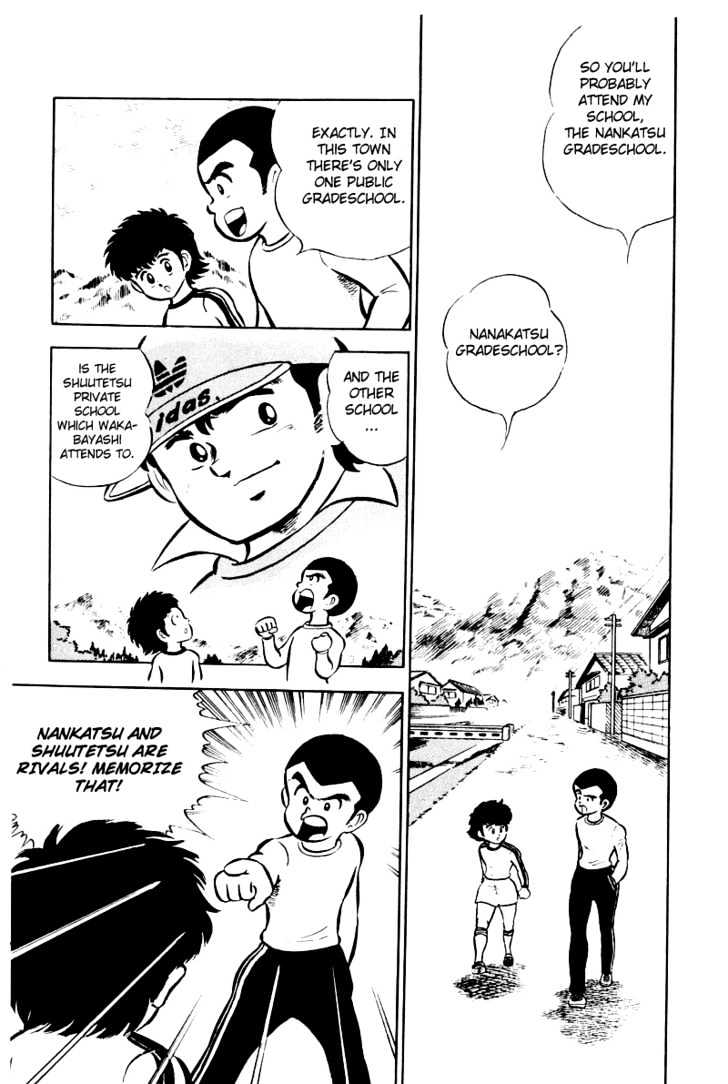 SO YOU'LL
PROBABLY
ATTEND MY
SCHOOL,
THE NANKATSU
GRADESCHOOL.
NANAKATSU
GRADESCHOOL?
EXACTLY. IN
THIS TOWN
THERE'S ONLY
ONE PUBLIC
GRADESCHOOL.
AND THE
OTHER
SCHOOL
...
IS THE
SHUUTETSU
PRIVATE
SCHOOL
WHICH WAKA-
BAYASHI
ATTENDS TO.
idas.
NANKATSU AND
SHUUTETSU ARE
RIVALS! MEMORIZE
THAT!